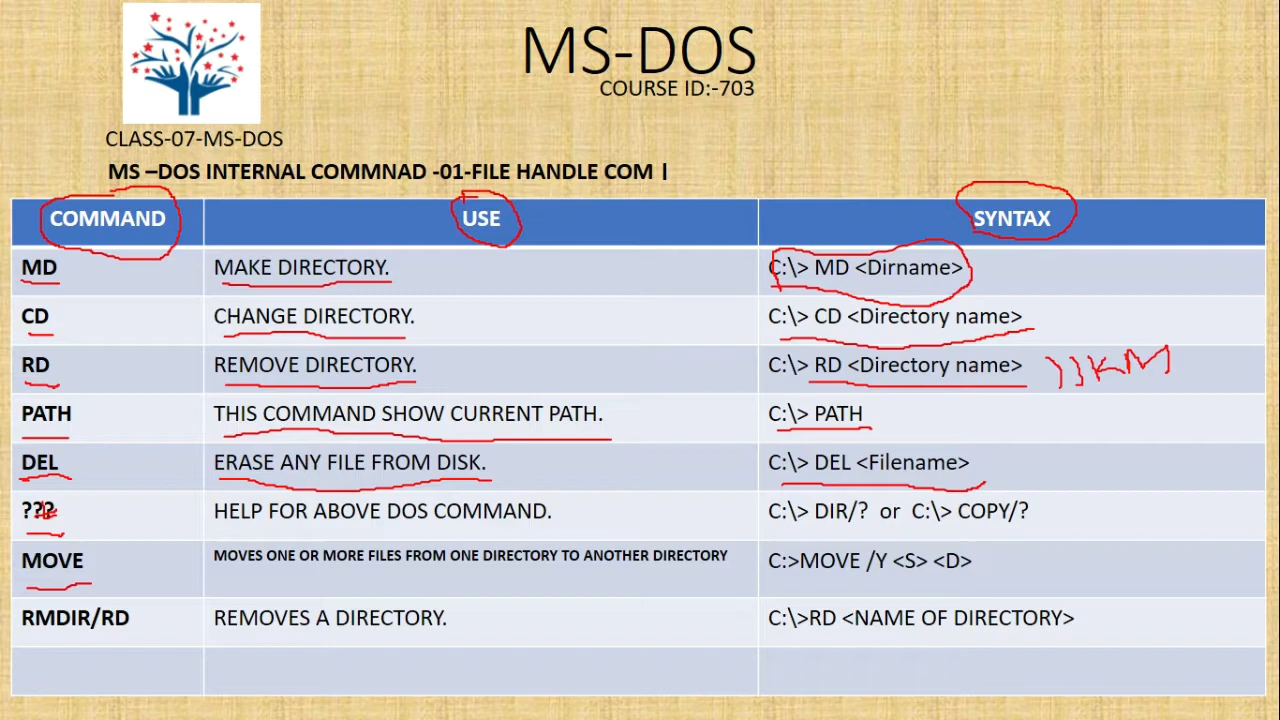 MS-DOS
COURSE ID:-703
CLASS-07-MS-DOS
MS –DOS INTERNAL COMMNAD -01-FILE HANDLE COM
COMMAND USE SYNTAX
MD MAKE DIRECTORY. C:\> MD <Dirname>
CD CHANGE DIRECTORY. C:\> CD <Directory name>
RD REMOVE DIRECTORY. C:\> RD <Directory name>
PATH THIS COMMAND SHOW CURRENT PATH. C:\> PATH
DEL ERASE ANY FILE FROM DISK. C:\> DEL <Filename>
??? HELP FOR ABOVE DOS COMMAND. C:\> DIR/? or C:\> COPY/?
MOVE MOVES ONE OR MORE FILES FROM ONE DIRECTORY TO ANOTHER DIRECTORY C:>MOVE /Y <S> <D>
RMDIR/RD REMOVES A DIRECTORY. C:\>RD <NAME OF DIRECTORY>